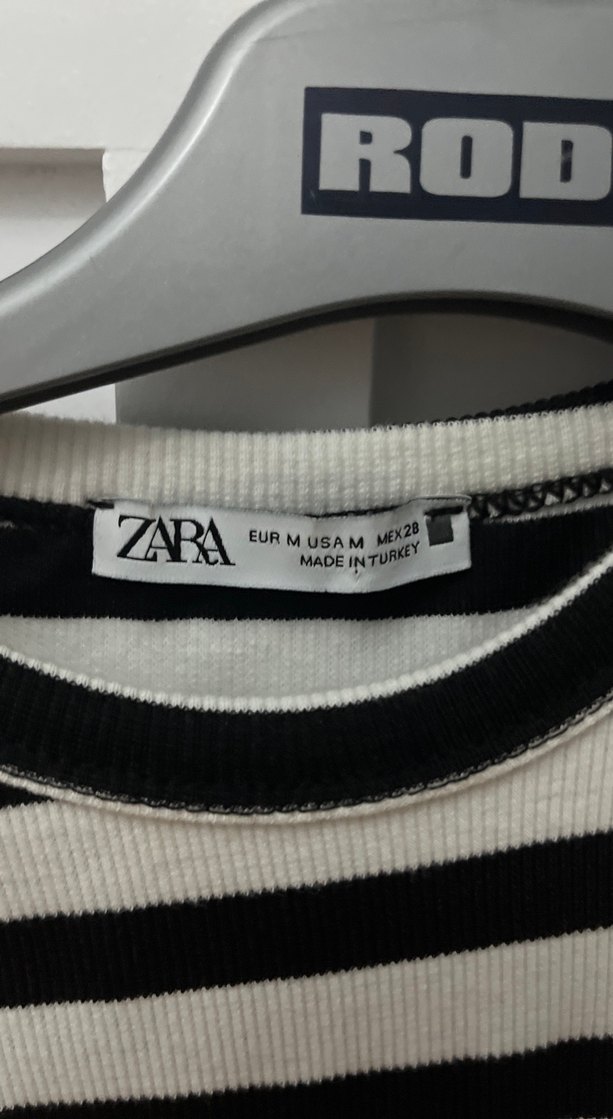 ROD
ZARA
EUR M USA M MEX 28
MADE IN TURKEY